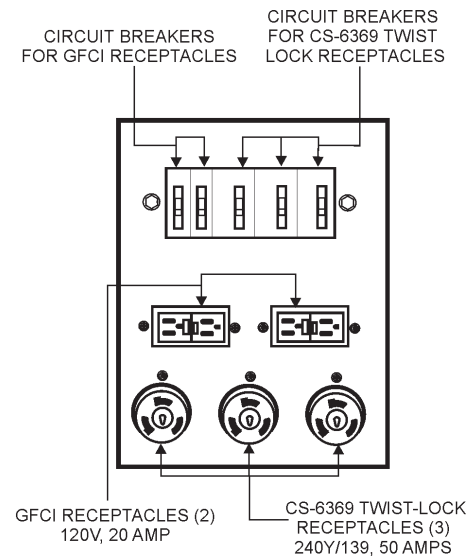 CIRCUIT BREAKERS
FOR GFCI RECEPTACLES
CIRCUIT BREAKERS
FOR CS-6369 TWIST
LOCK RECEPTACLES
GFCI RECEPTACLES (2)
120V, 20 AMP
CS-6369 TWIST-LOCK
RECEPTACLES (3)
240Y/139, 50 AMPS